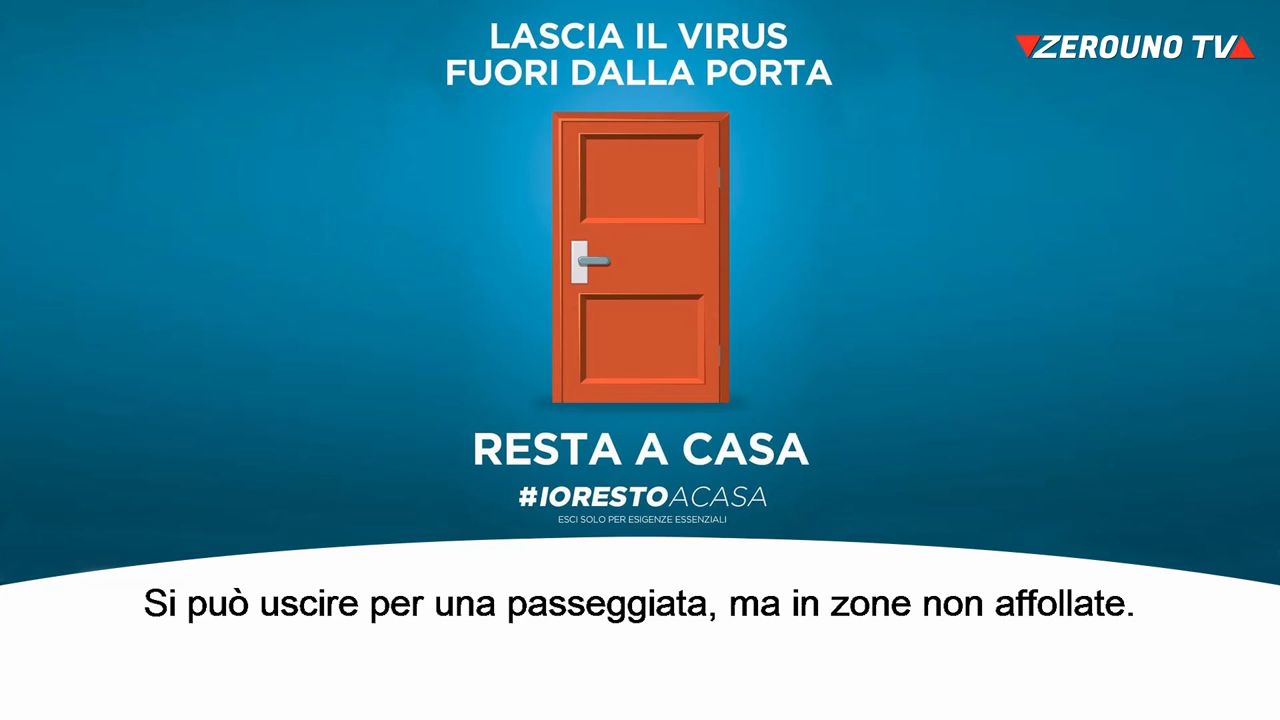 LASCIA IL VIRUS
FUORI DALLA PORTA
ZEROUNO TV
RESTA A CASA
#IORESTOACASA
ESCI SOLO PER ESIGENZE ESSENZIALI
Si può uscire per una passeggiata, ma in zone non affollate.